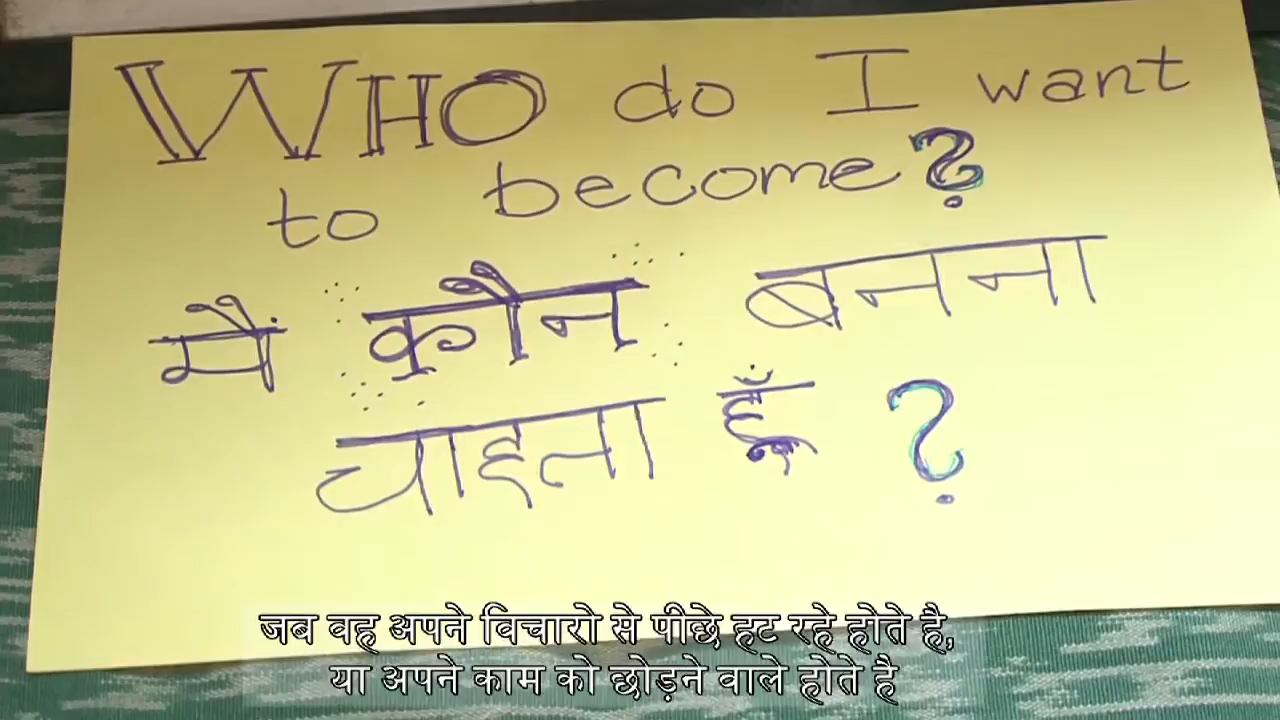 WHO do I want
to become?
मैं कौन बनना
चाहता हूँ ?
जब वह अपने विचारो से पीछे हट रहे होते है,
या अपने काम को छोड़ने वाले होते है